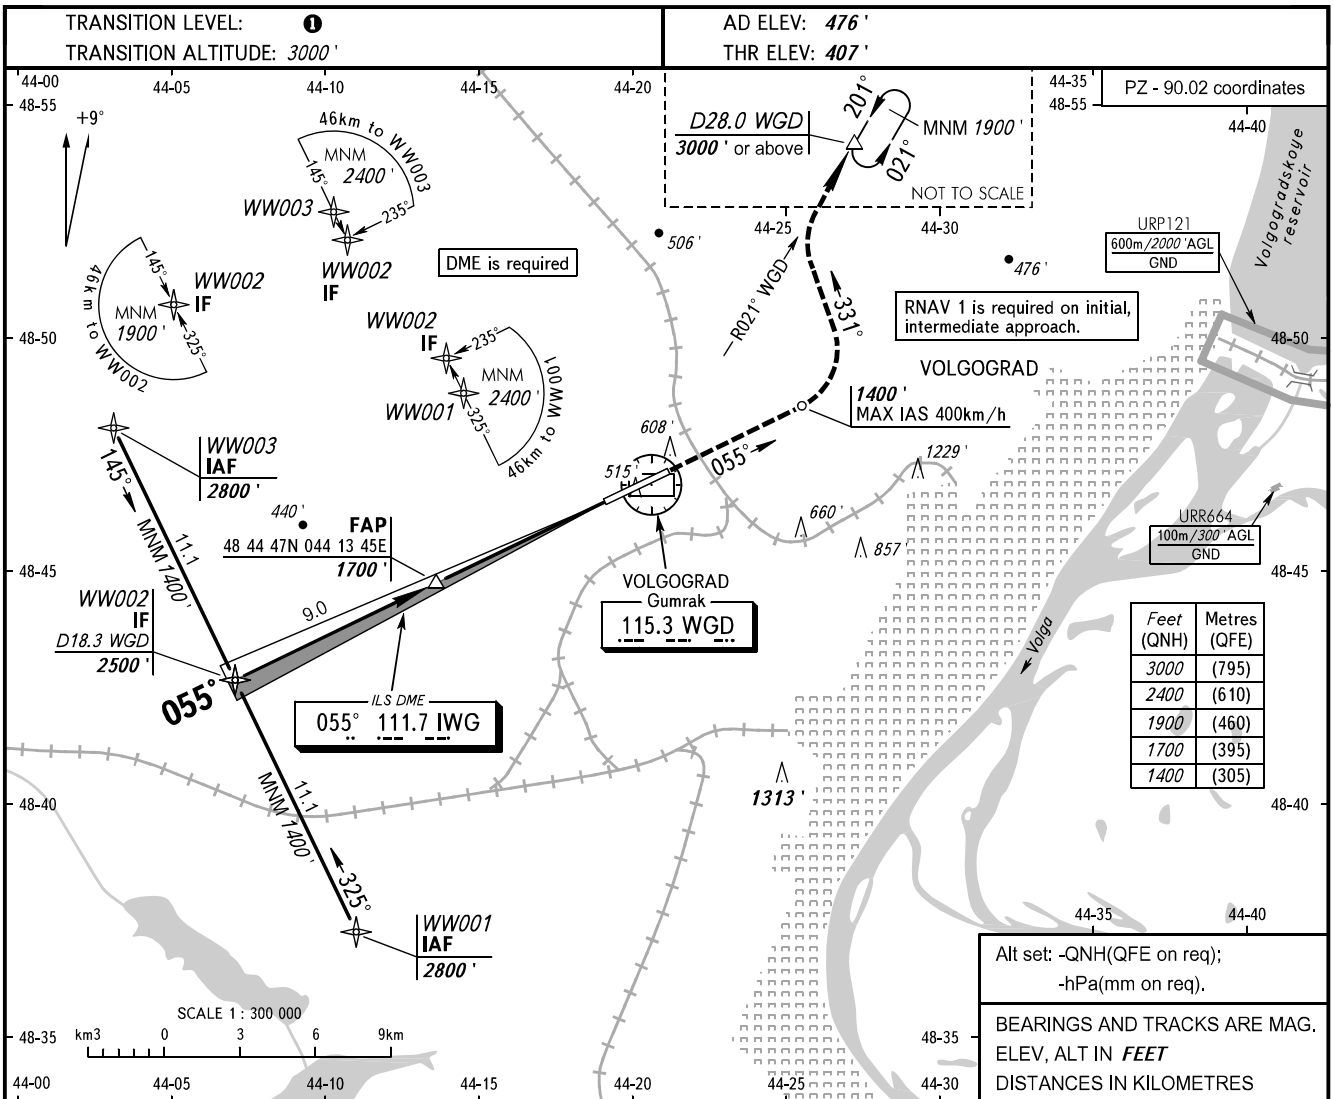 TRANSITION LEVEL: 1
TRANSITION ALTITUDE: 3000 '
AD ELEV: 476 '
THR ELEV: 407 '
44-00
44-05
44-10
44-15
44-20
44-35
48-55
48-55
PZ - 90.02 coordinates
44-40
+9°
46km to WW003
MNM
2400 '
145°
235°
WW003
WW002
IF
D28.0 WGD
3000 ' or above
201°
021°
MNM 1900 '
NOT TO SCALE
44-25
44-30
Volgogradskoye
reservoir
URP121
600m/2000 'AGL
GND
506 '
476 '
DME is required
145°
WW002
IF
MNM
1900 '
325°
46km to WW002
R021° WGD
331°
RNAV 1 is required on initial,
intermediate approach.
WW002
IF
235°
MNM
2400 '
WW001
325°
46km to WW001
48-50
48-50
VOLGOGRAD
1400 '
MAX IAS 400km/h
WW003
IAF
2800 '
145°
11.1
MNM 1400 '
608 '
515 '
055°
1229 '
440 '
FAP
48 44 47N 044 13 45E
1700 '
660 '
857 '
URR664
100m/300 'AGL
GND
48-45
48-45
VOLGOGRAD
Gumrak
115.3 WGD
WW002
IF
D18.3 WGD
2500 '
9.0
055°
ILS DME
055° 111.7 IWG
Volga
Feet Metres
(QNH) (QFE)
3000 (795)
2400 (610)
1900 (460)
1700 (395)
1400 (305)
11.1
MNM 1400 '
1313 '
48-40
48-40
325°
WW001
IAF
2800 '
44-35
44-40
Alt set: -QNH(QFE on req);
-hPa(mm on req).
SCALE 1 : 300 000
km3 0 3 6 9km
48-35
48-35
BEARINGS AND TRACKS ARE MAG.
ELEV, ALT IN FEET
DISTANCES IN KILOMETRES
44-00
44-05
44-10
44-15
44-20
44-25
44-30